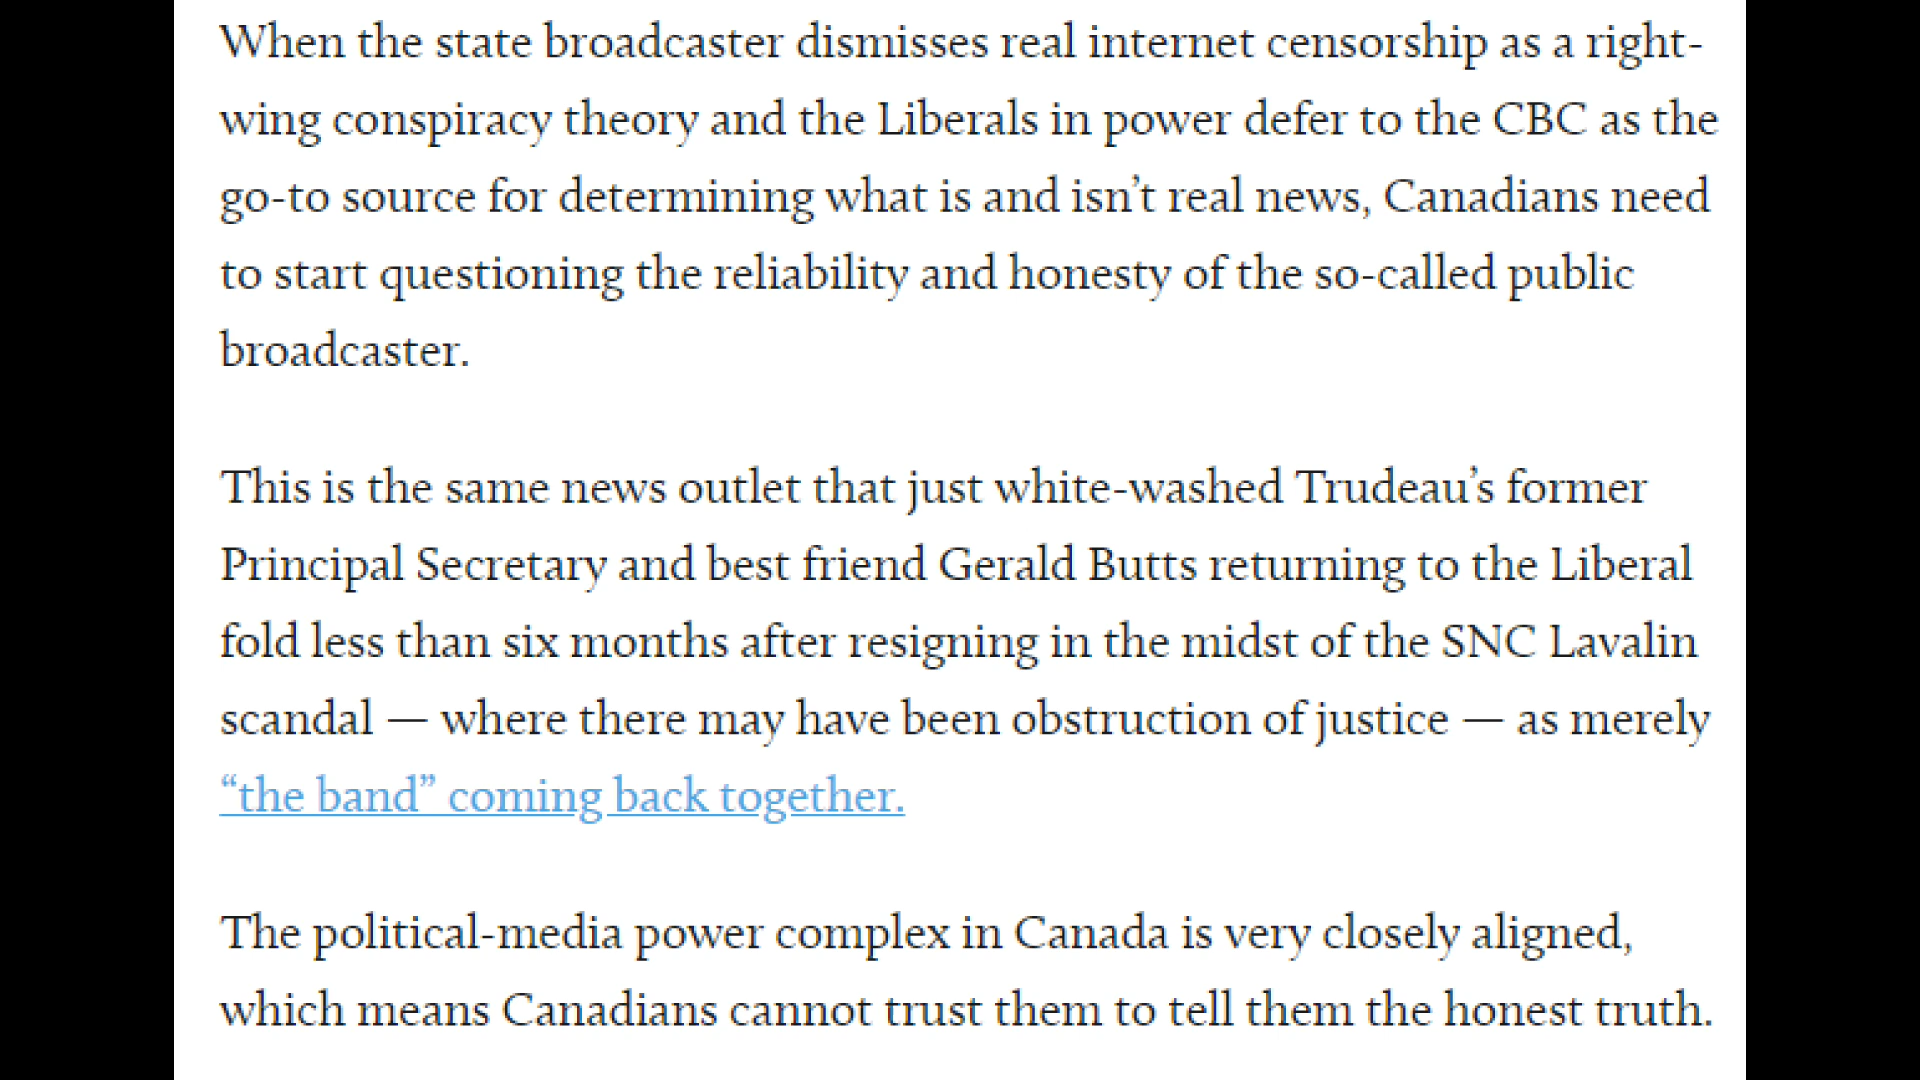 When the state broadcaster dismisses real internet censorship as a right-
wing conspiracy theory and the Liberals in power defer to the CBC as the
go-to source for determining what is and isn’t real news, Canadians need
to start questioning the reliability and honesty of the so-called public
broadcaster.
This is the same news outlet that just white-washed Trudeau’s former
Principal Secretary and best friend Gerald Butts returning to the Liberal
fold less than six months after resigning in the midst of the SNC Lavalin
scandal — where there may have been obstruction of justice — as merely
“the band” coming back together.
The political-media power complex in Canada is very closely aligned,
which means Canadians cannot trust them to tell them the honest truth.